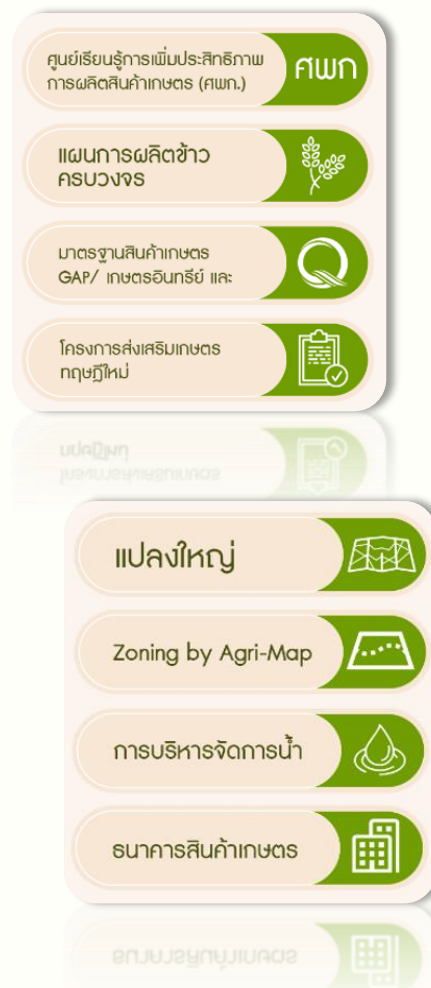 ศูนย์เรียนรู้การเพิ่มประสิทธิภาพ
การผลิตสินค้าเกษตร (ศพก.)
ศพก
แผนการผลิตข้าว
ครบวงจร
มาตรฐานสินค้าเกษตร
GAP/ เกษตรอินทรีย์ และ
โครงการส่งเสริมเกษตร
ทฤษฎีใหม่
แปลงใหญ่
Zoning by Agri-Map
การบริหารจัดการน้ำ
ธนาคารสินค้าเกษตร